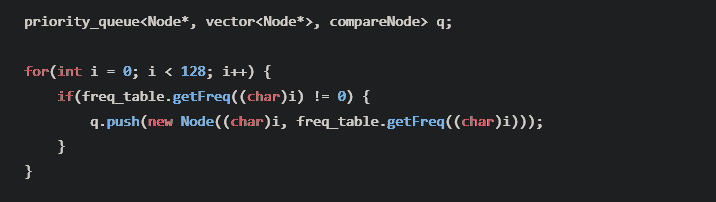 priority_queue<Node*, vector<Node*>, compareNode> q;

for(int i = 0; i < 128; i++) {
    if(freq_table.getFreq((char)i) != 0) {
        q.push(new Node((char)i, freq_table.getFreq((char)i)));
    }
}